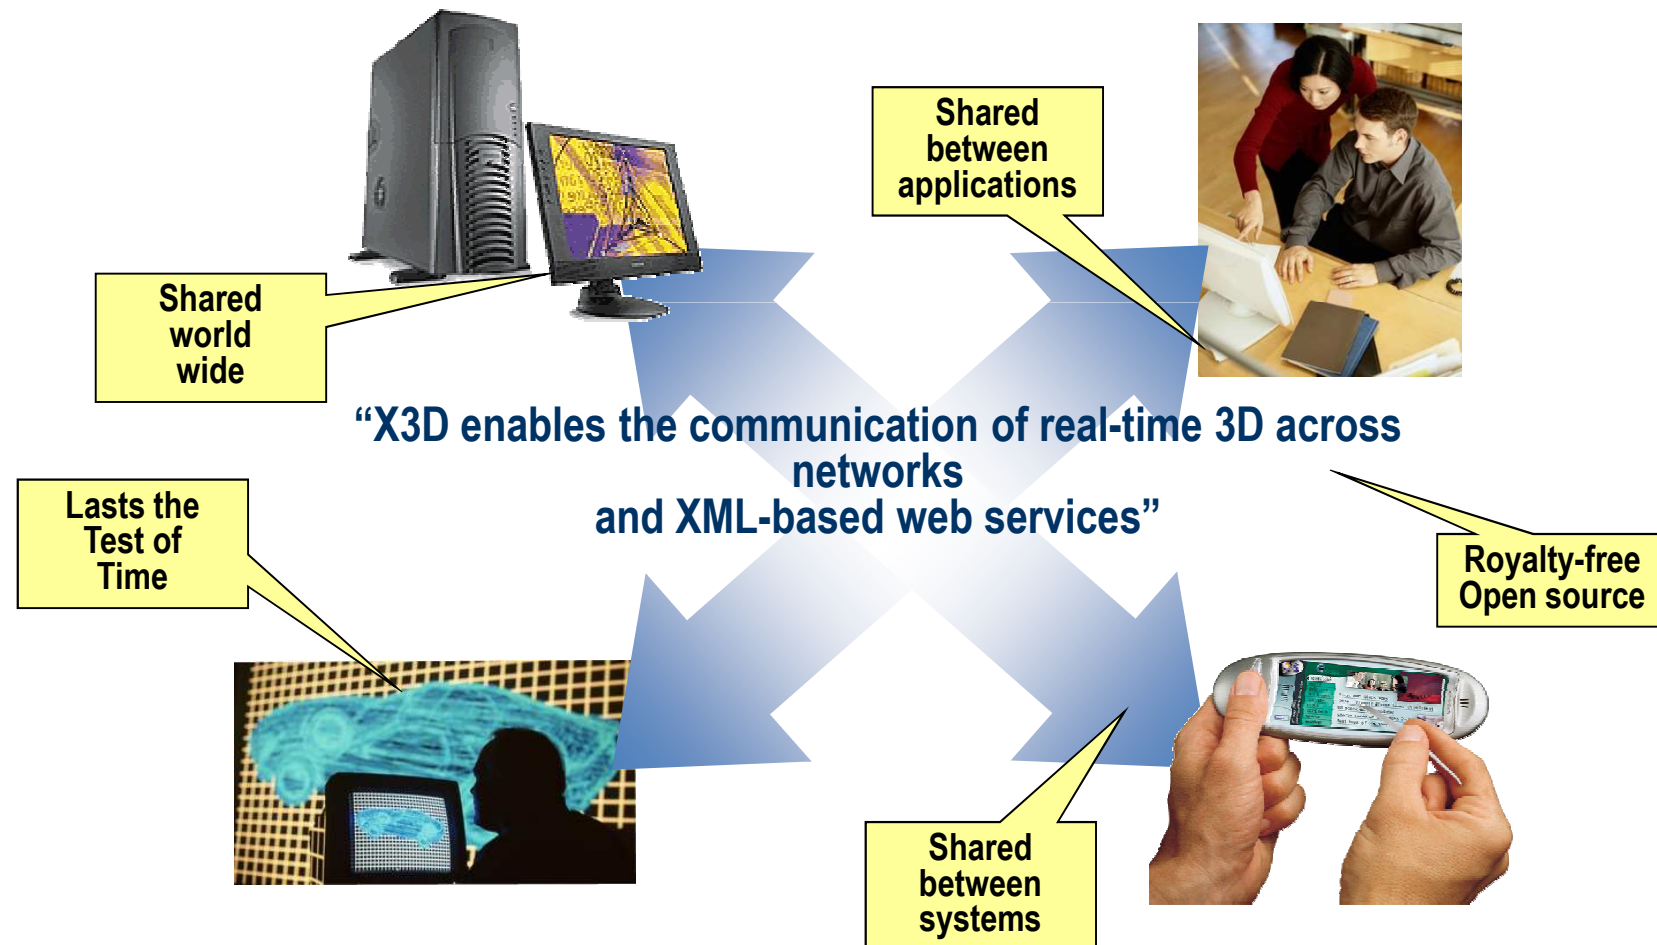 Shared
between
applications
Shared
world
wide
“X3D enables the communication of real-time 3D across
networks
and XML-based web services”
Lasts the
Test of
Time
Royalty-free
Open source
Shared
between
systems